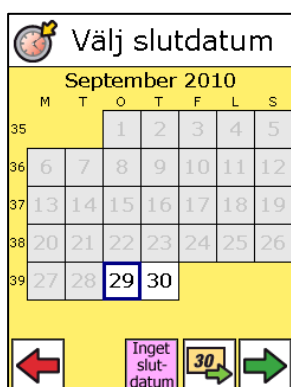 Välj slutdatum
September 2010
M T O T F L S
35 1 2 3 4 5
36 6 7 8 9 10 11 12
37 13 14 15 16 17 18 19
38 20 21 22 23 24 25 26
39 27 28 29 30
Inget
slut-
datum
30